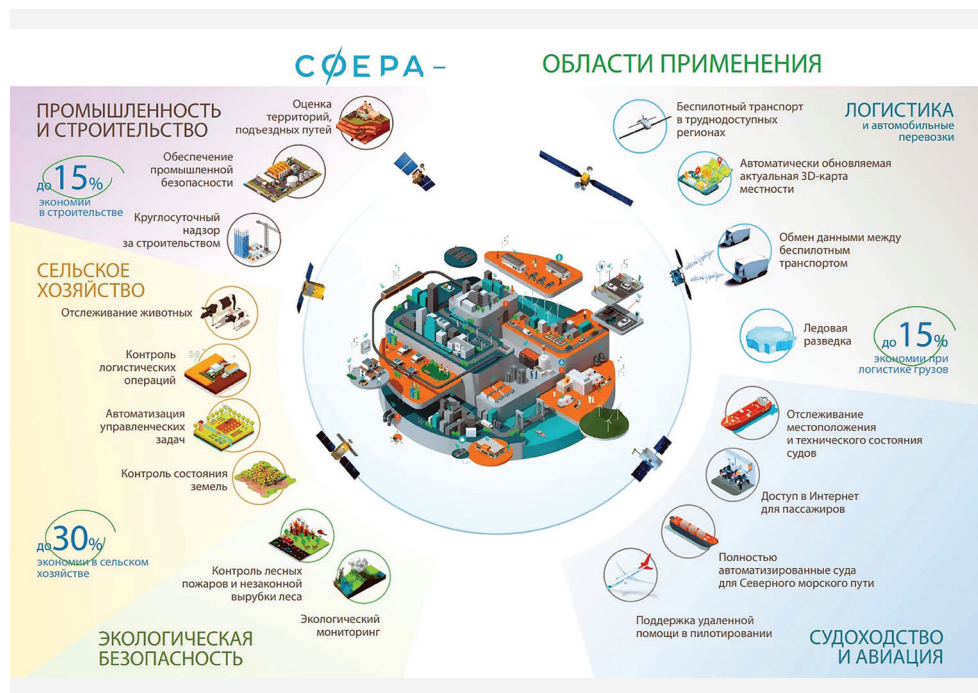 СФЕРА –
ОБЛАСТИ ПРИМЕНЕНИЯ
ПРОМЫШЛЕННОСТЬ
И СТРОИТЕЛЬСТВО
Оценка
территорий,
подъездных путей
Обеспечение
промышленной
безопасности
до 15%
экономии
в строительстве
Круглосуточный
надзор
за строительством
СЕЛЬСКОЕ
ХОЗЯЙСТВО
Отслеживание животных
Контроль
логистических
операций
Автоматизация
управленческих
задач
Контроль состояния
земель
до 30%
экономии в сельском
хозяйстве
Контроль лесных
пожаров и незаконной
вырубки леса
Экологический
мониторинг
ЭКОЛОГИЧЕСКАЯ
БЕЗОПАСНОСТЬ
ЛОГИСТИКА
и автомобильные
перевозки
Беспилотный транспорт
в труднодоступных
регионах
Автоматически обновляемая
актуальная 3D-карта
местности
Обмен данными между
беспилотным
транспортом
Ледовая
разведка
до 15%
экономии при
логистике грузов
Отслеживание
местоположения
и технического состояния
судов
Доступ в Интернет
для пассажиров
Полностью
автоматизированные суда
для Северного морского пути
Поддержка удаленной
помощи в пилотировании
СУДОХОДСТВО
И АВИАЦИЯ